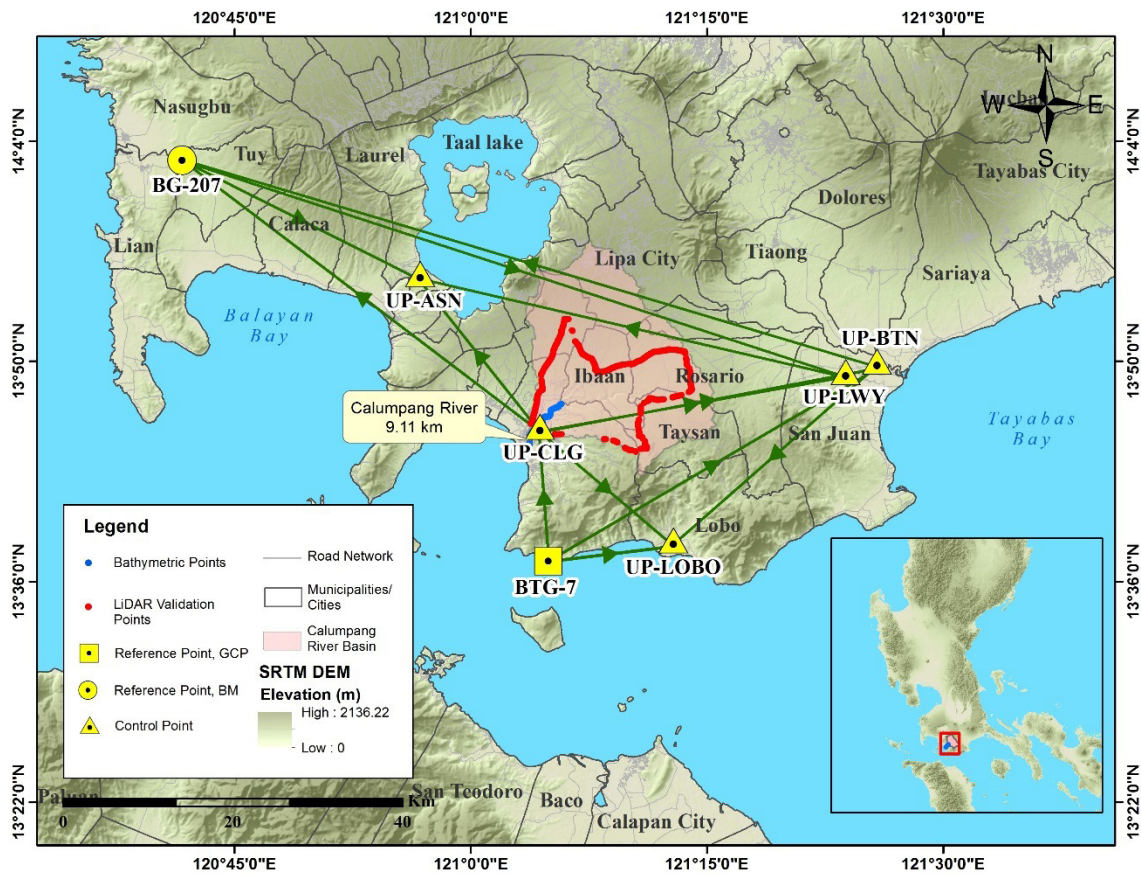 120°45'0"E
121°0'0"E
121°15'0"E
121°30'0"E
N
W
E
S
Nasugbu
Taal lake
Tuy
Laurel
14°4'0"N
14°4'0"N
Tayabas City
BG-207
Dolores
Calaca
Lian
Lipa City
Tiaong
Sariaya
UP-ASN
Balayan
Bay
UP-BTN
13°50'0"N
13°50'0"N
Ibaan
Rosario
UP-LWY
Calumpang River
9.11 km
Taysan
San Juan
Tayabas
Bay
UP-CLG
Lobo
UP-LOBO
BTG-7
13°36'0"N
13°36'0"N
Legend
Bathymetric Points
LiDAR Validation
Points
Reference Point, GCP
Reference Point, BM
Control Point
Road Network
Municipalities/
Cities
Calumpang
River Basin
SRTM DEM
Elevation (m)
High : 2136.22
Low : 0
San Teodoro
Baco
Calapan City
Km
0
20
40
13°22'0"N
13°22'0"N
120°45'0"E
121°0'0"E
121°15'0"E
121°30'0"E